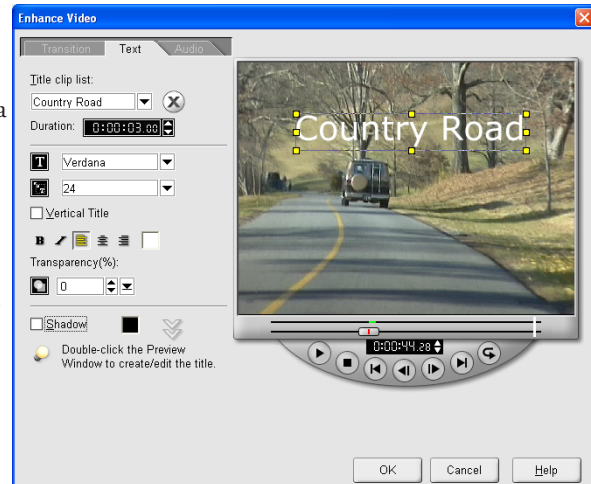 Enhance Video
Transition Text Audio
Title clip list:
Country Road
a
Duration: 0:00:03.00
T Verdana
24
Vertical Title
B I
Transparency(%):
0
Shadow
Double-click the Preview
Window to create/edit the title.
Country Road
0:00:44.28
OK Cancel Help